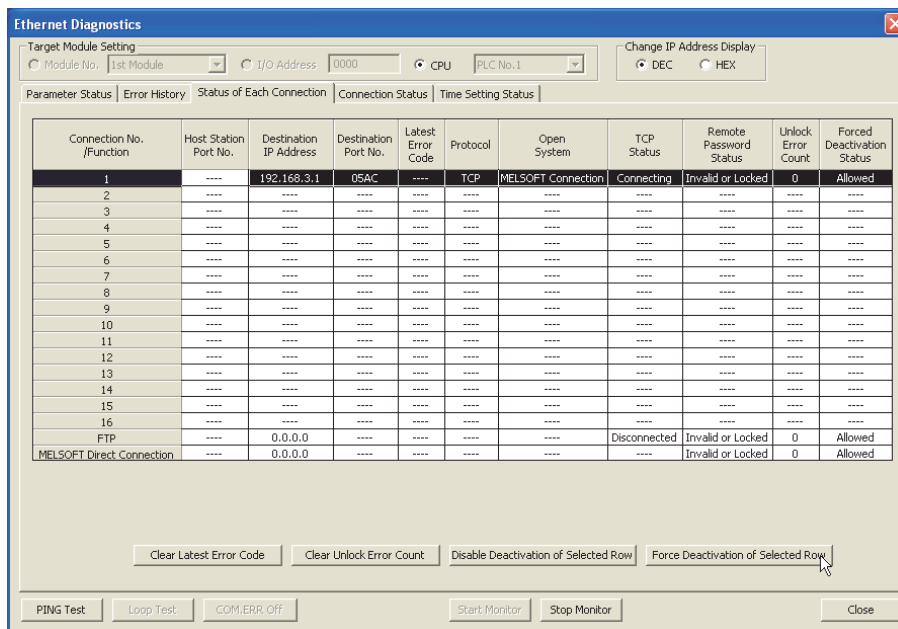 Ethernet Diagnostics
Target Module Setting
Module No. 1st Module I/O Address 0000 CPU PLC No.1
Change IP Address Display
DEC HEX
Parameter Status Error History Status of Each Connection Connection Status Time Setting Status
Connection No. /Function Host Station Port No. Destination IP Address Destination Port No. Latest Error Code Protocol Open System TCP Status Remote Password Status Unlock Error Count Forced Deactivation Status
1 ---- 192.168.3.1 05AC ---- TCP MELSOFT Connection Connecting Invalid or Locked 0 Allowed
2 ---- ---- ---- ---- ---- ---- ---- ---- ---- ----
3 ---- ---- ---- ---- ---- ---- ---- ---- ---- ----
4 ---- ---- ---- ---- ---- ---- ---- ---- ---- ----
5 ---- ---- ---- ---- ---- ---- ---- ---- ---- ----
6 ---- ---- ---- ---- ---- ---- ---- ---- ---- ----
7 ---- ---- ---- ---- ---- ---- ---- ---- ---- ----
8 ---- ---- ---- ---- ---- ---- ---- ---- ---- ----
9 ---- ---- ---- ---- ---- ---- ---- ---- ---- ----
10 ---- ---- ---- ---- ---- ---- ---- ---- ---- ----
11 ---- ---- ---- ---- ---- ---- ---- ---- ---- ----
12 ---- ---- ---- ---- ---- ---- ---- ---- ---- ----
13 ---- ---- ---- ---- ---- ---- ---- ---- ---- ----
14 ---- ---- ---- ---- ---- ---- ---- ---- ---- ----
15 ---- ---- ---- ---- ---- ---- ---- ---- ---- ----
16 ---- ---- ---- ---- ---- ---- ---- ---- ---- ----
FTP ---- 0.0.0.0 ---- ---- ---- ---- Disconnected Invalid or Locked 0 Allowed
MELSOFT Direct Connection ---- 0.0.0.0 ---- ---- ---- ---- ---- Invalid or Locked 0 Allowed
Clear Latest Error Code Clear Unlock Error Count Disable Deactivation of Selected Row Force Deactivation of Selected Row
PING Test Loop Test COM.ERR Off Start Monitor Stop Monitor Close